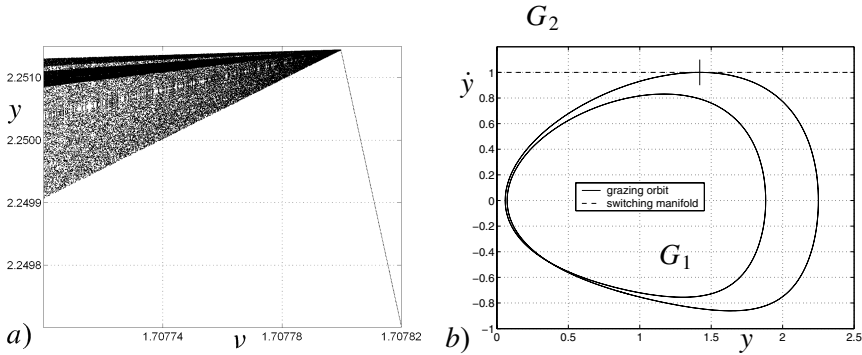 a)
y
2.2510
2.2500
2.2499
2.2498
1.70774
1.70778
1.70782
ν
b)
G2
ẏ
1
0.8
0.6
0.4
0.2
0
−0.2
−0.4
−0.6
−0.8
−1
grazing orbit
switching manifold
G1
0
0.5
1
1.5
2
2.5
y